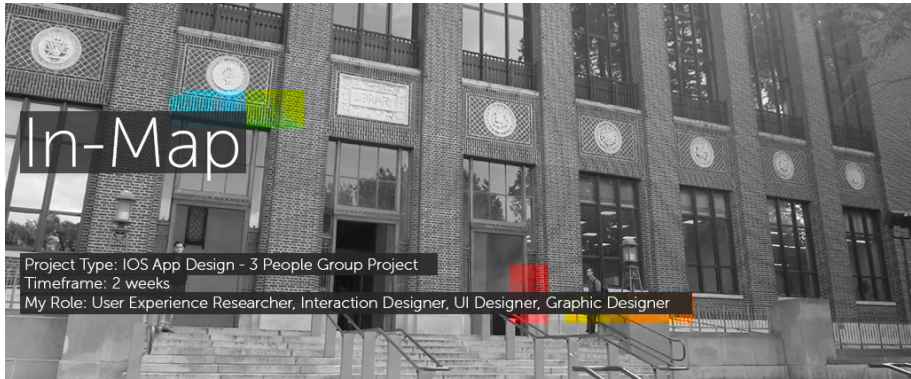 LIBRARY
In-Map
Project Type: IOS App Design - 3 People Group Project
Timeframe: 2 weeks
My Role: User Experience Researcher, Interaction Designer, UI Designer, Graphic Designer